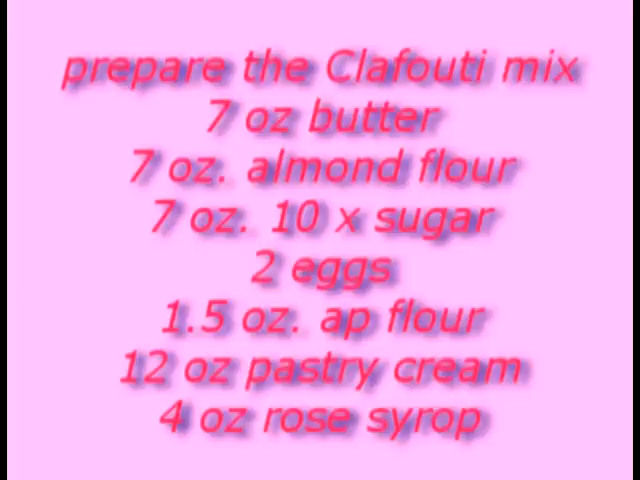 prepare the Clafouti mix
7 oz butter
7 oz. almond flour
7 oz. 10 x sugar
2 eggs
1.5 oz. ap flour
12 oz pastry cream
4 oz rose syrop